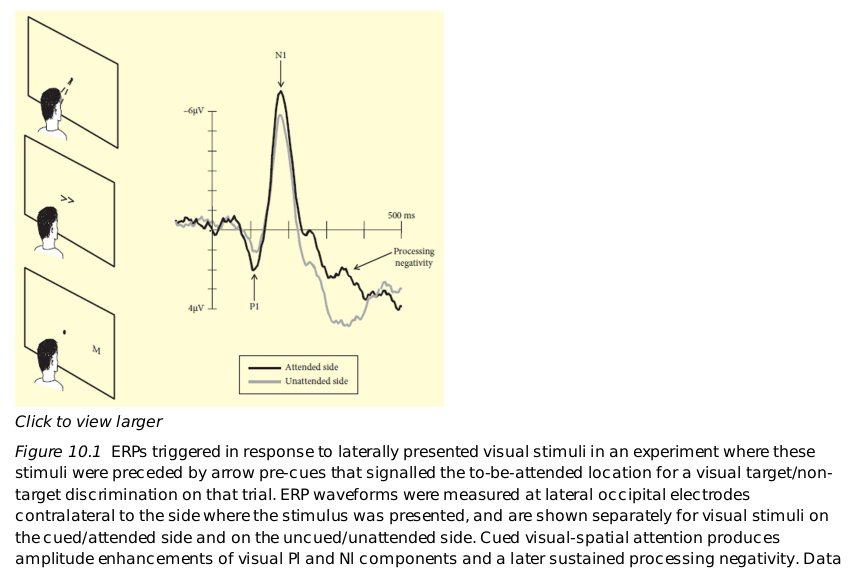 N1
–6µV
500 ms
Processing
negativity
>>
P1
4µV
M
Attended side
Unattended side
Click to view larger
Figure 10.1 ERPs triggered in response to laterally presented visual stimuli in an experiment where these
stimuli were preceded by arrow pre-cues that signalled the to-be-attended location for a visual target/non-
target discrimination on that trial. ERP waveforms were measured at lateral occipital electrodes
contralateral to the side where the stimulus was presented, and are shown separately for visual stimuli on
the cued/attended side and on the uncued/unattended side. Cued visual-spatial attention produces
amplitude enhancements of visual Pl and Nl components and a later sustained processing negativity. Data